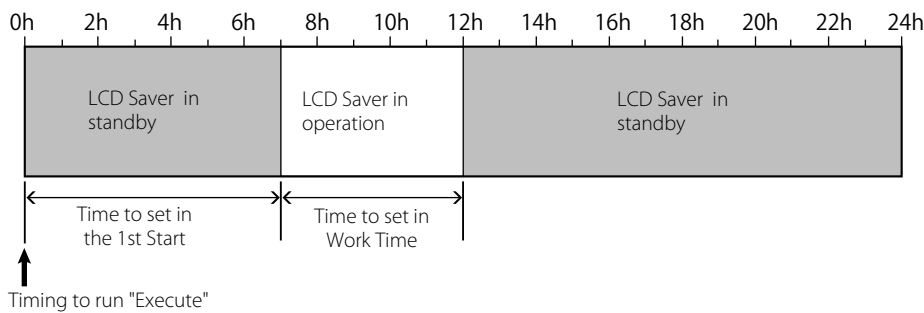 0h 2h 4h 6h 8h 10h 12h 14h 16h 18h 20h 22h 24h
LCD Saver in
standby
LCD Saver in
operation
LCD Saver in
standby
Time to set in
the 1st Start
Time to set in
Work Time
Timing to run "Execute"